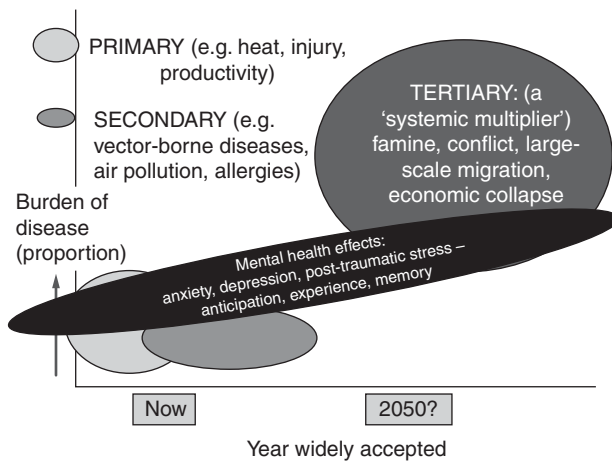 PRIMARY (e.g. heat, injury,
productivity)
SECONDARY (e.g.
vector-borne diseases,
air pollution, allergies)
TERTIARY: (a
‘systemic multiplier’)
famine, conflict, large-
scale migration,
economic collapse
Burden of
disease
(proportion)
Mental health effects:
anxiety, depression, post-traumatic stress –
anticipation, experience, memory
Now
2050?
Year widely accepted